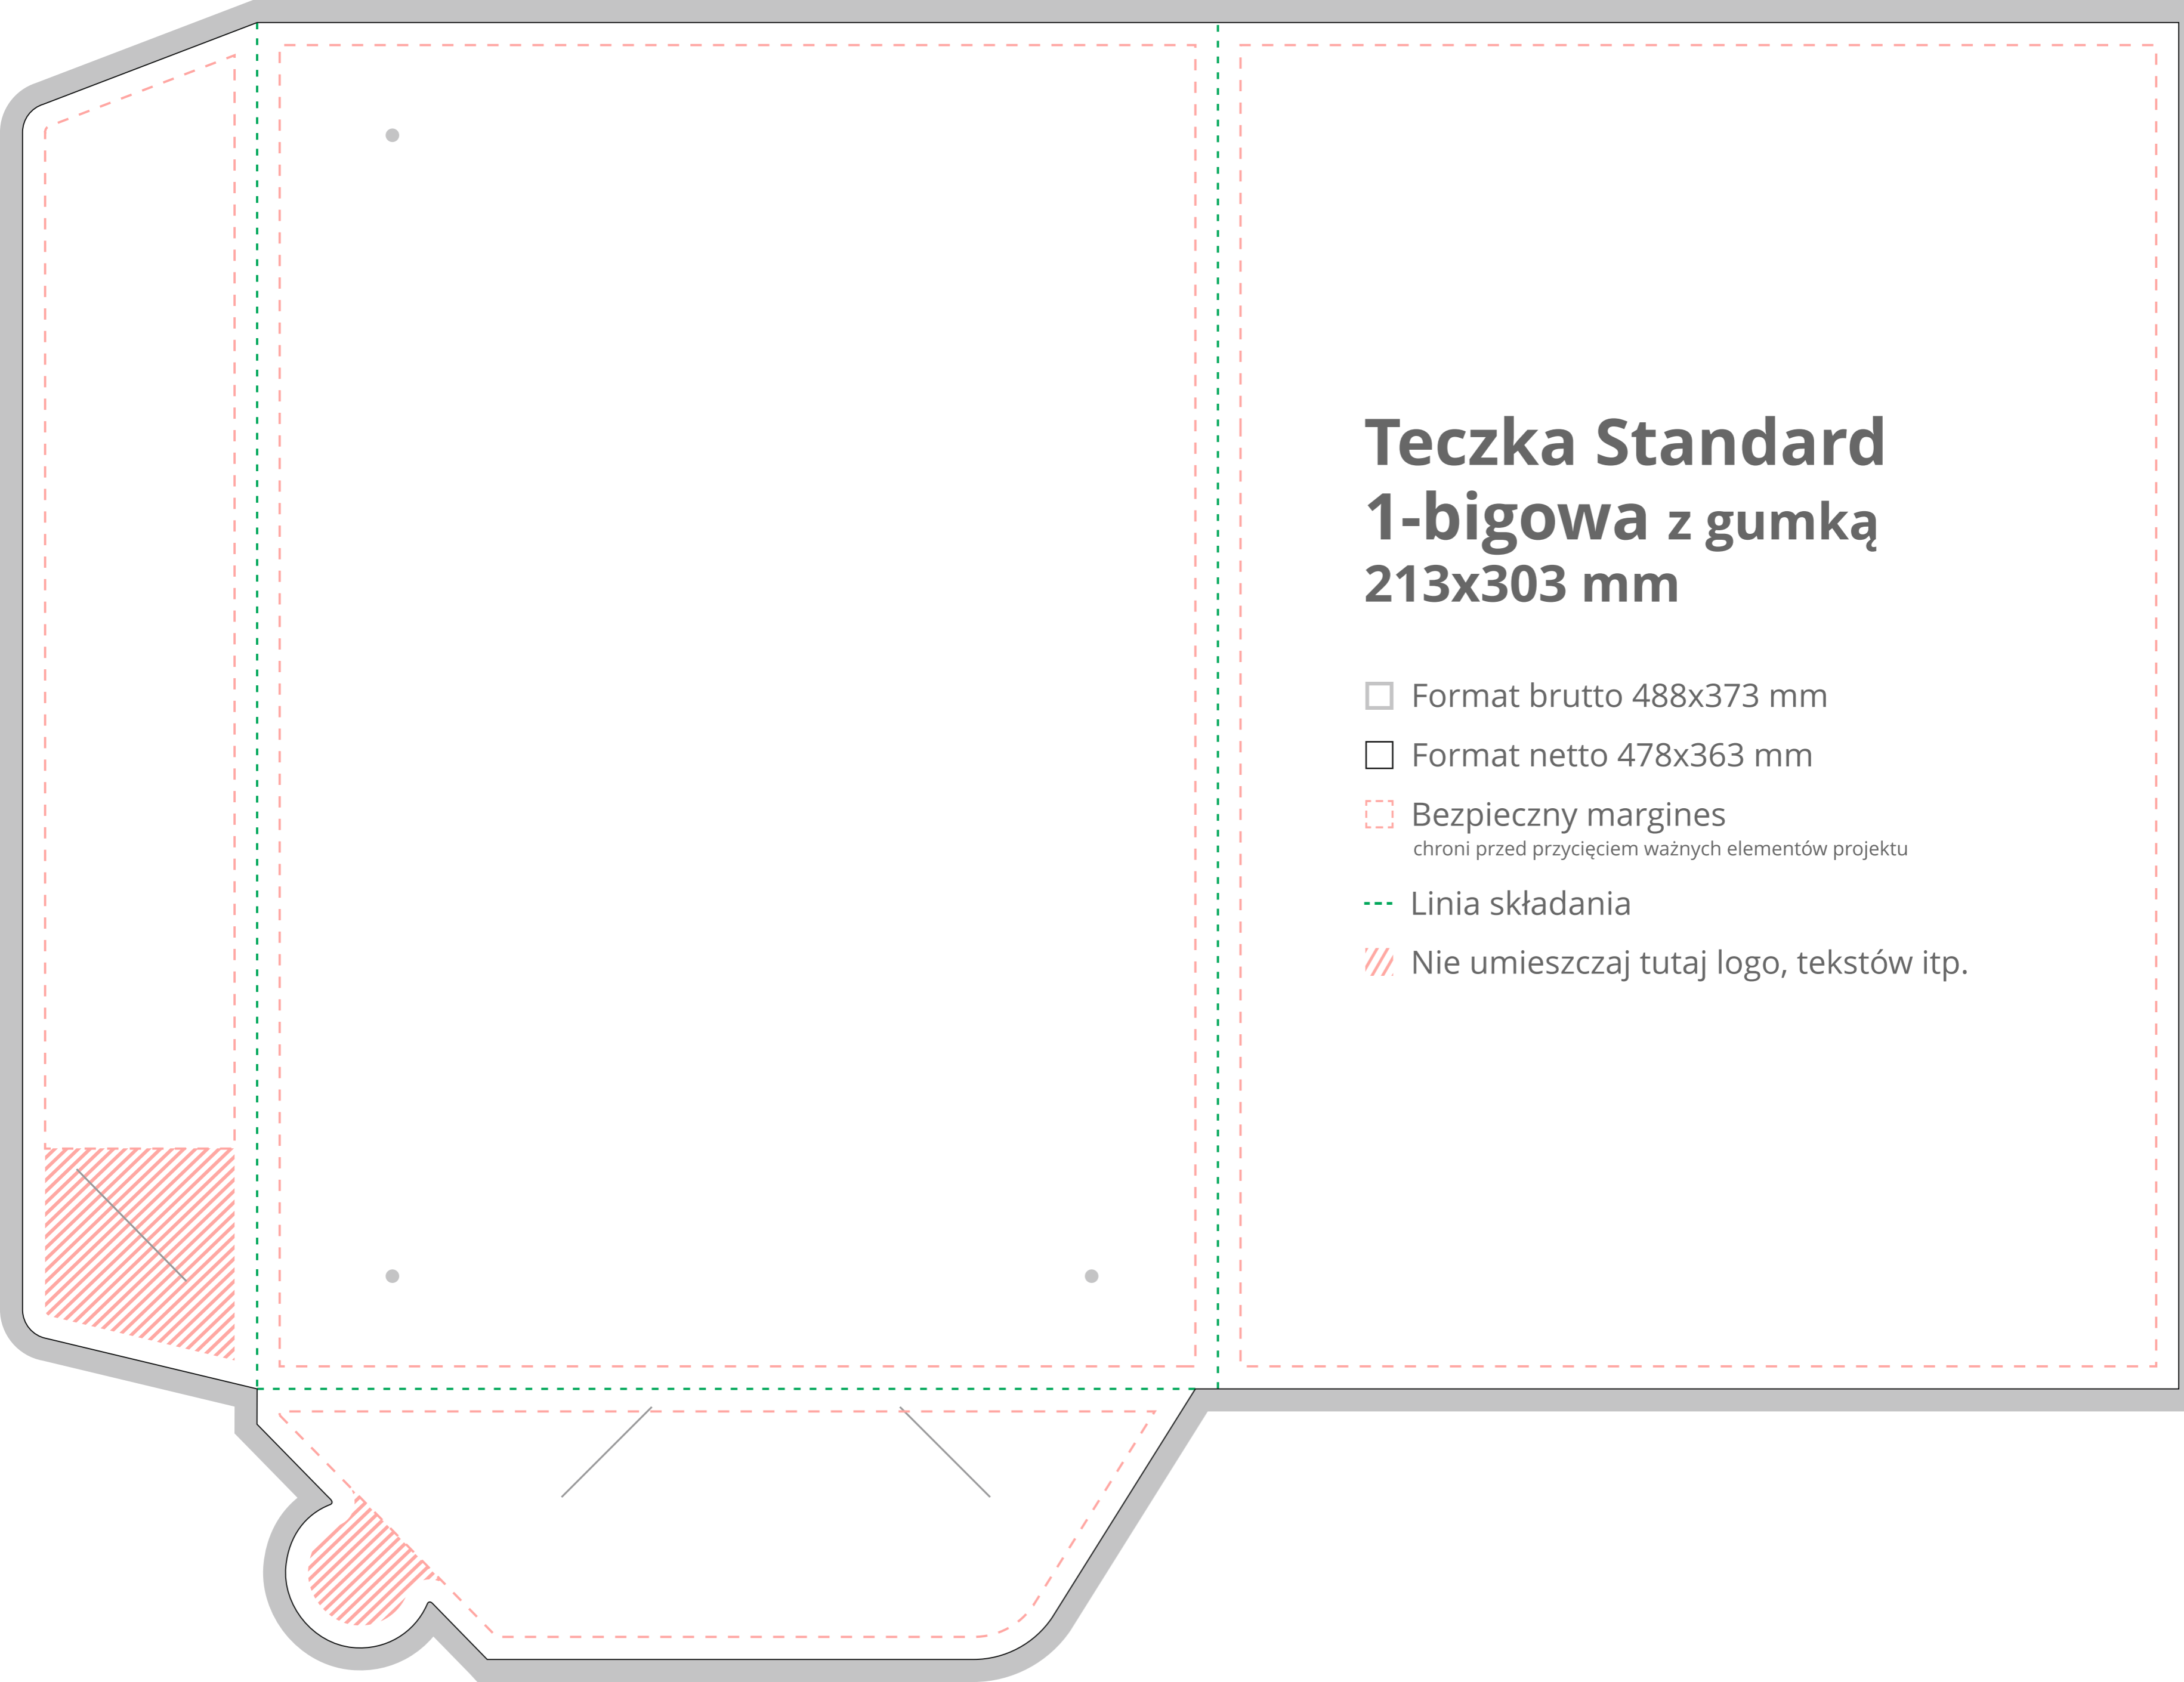 Teczka Standard
1-bigowa z gumką
213x303 mm
Format brutto 488x373 mm
Format netto 478x363 mm
Bezpieczny margines
chroni przed przycięciem ważnych elementów projektu
Linia składania
Nie umieszczaj tutaj logo, tekstów itp.